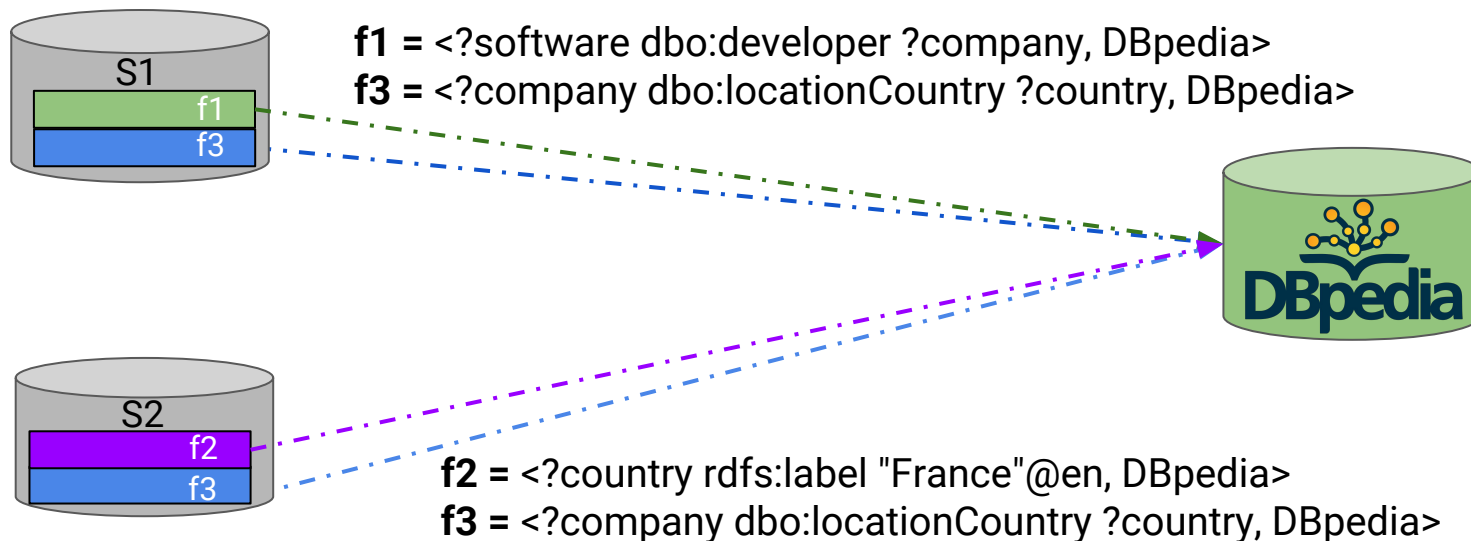 f1 = <?software dbo:developer ?company, DBpedia>
f3 = <?company dbo:locationCountry ?country, DBpedia>
S1
f1
f3
DBpedia
S2
f2
f3
f2 = <?country rdfs:label "France"@en, DBpedia>
f3 = <?company dbo:locationCountry ?country, DBpedia>